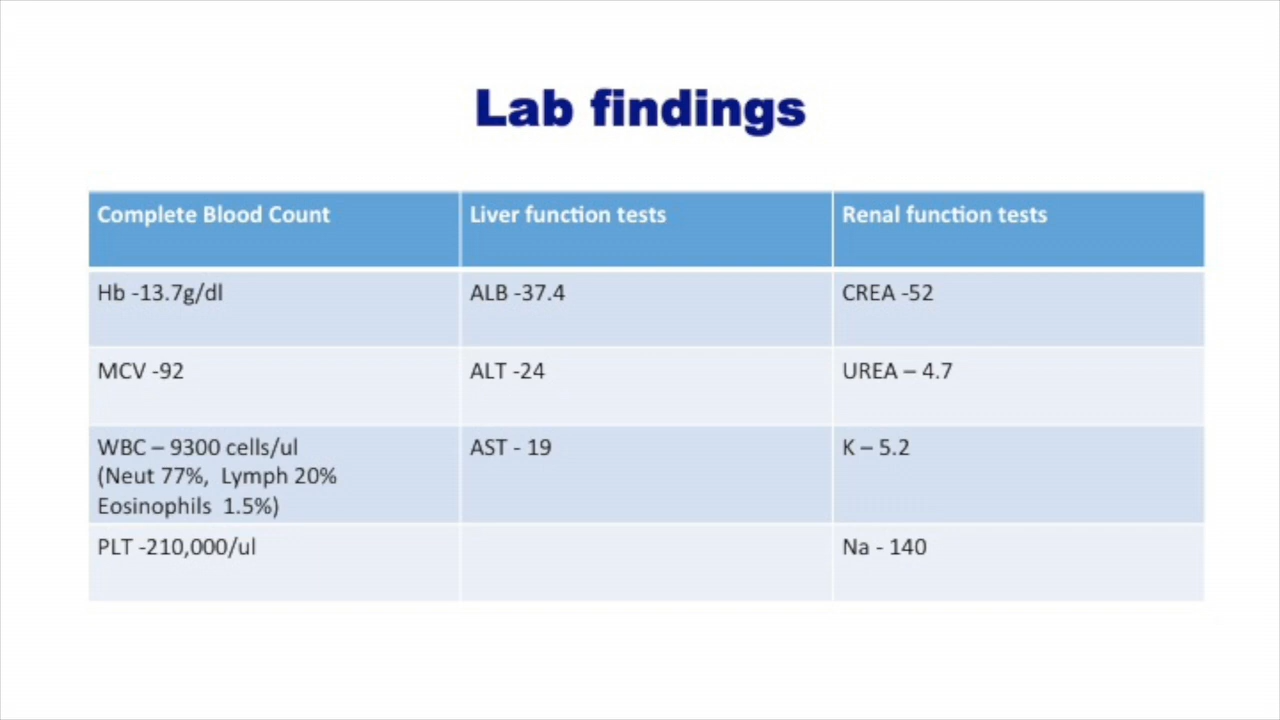 Lab findings
Complete Blood Count
Liver function tests
Renal function tests
Hb -13.7g/dl
ALB -37.4
CREA -52
MCV -92
ALT -24
UREA – 4.7
WBC – 9300 cells/ul
(Neut 77%,  Lymph 20%
Eosinophils  1.5%)
AST - 19
K – 5.2
PLT -210,000/ul
Na - 140